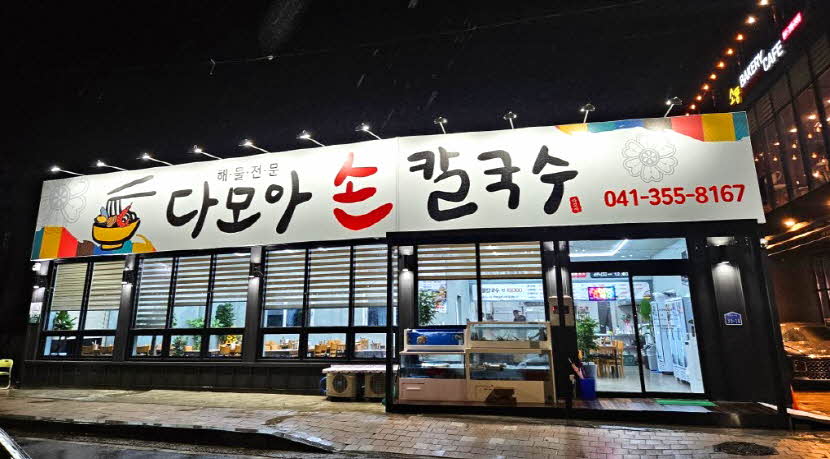 해·물·전·문
다모아 손 칼국수
041-355-8167
BAKERY
CAFE